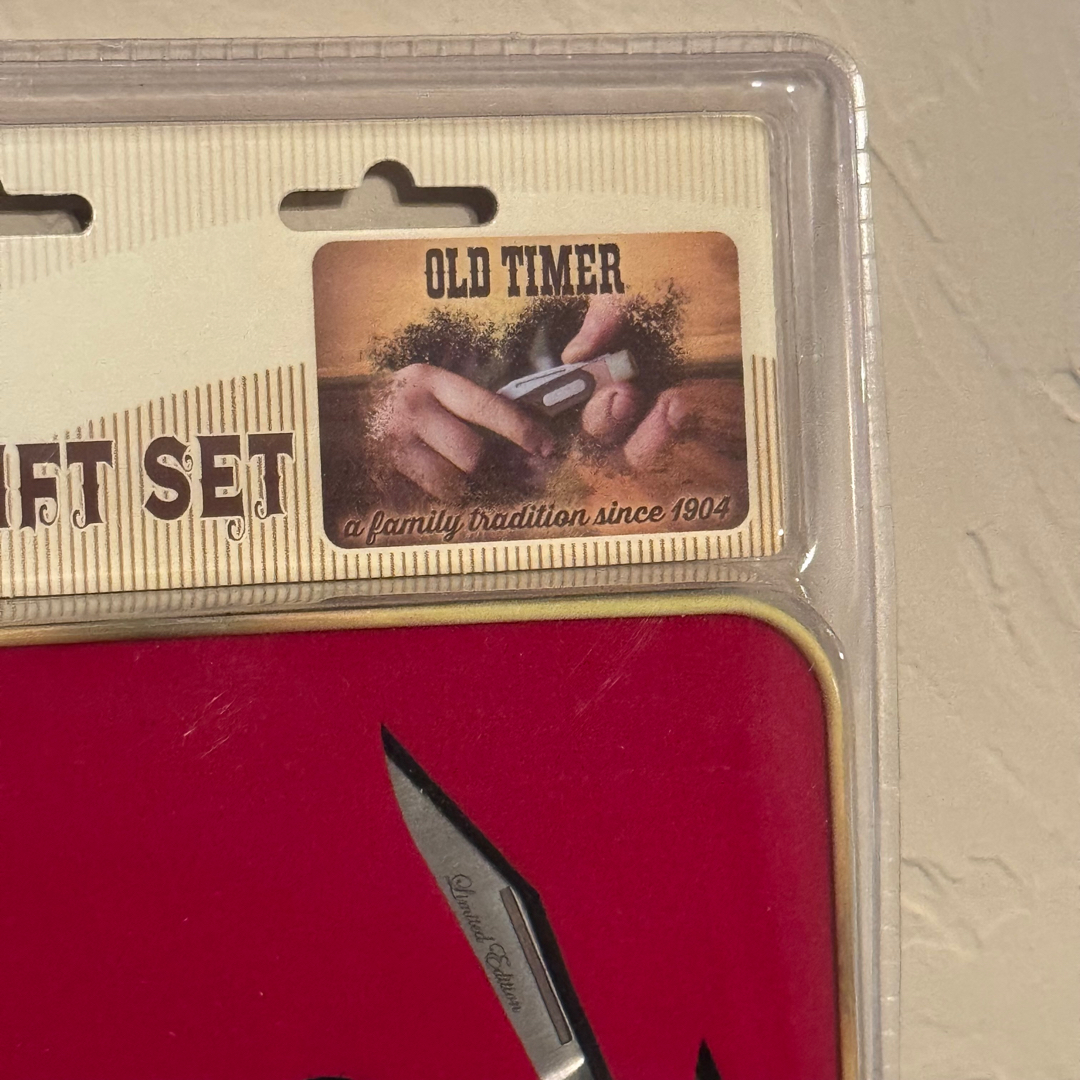 OLD TIMER
IFT SET
a family tradition since 1904
Limited Edition